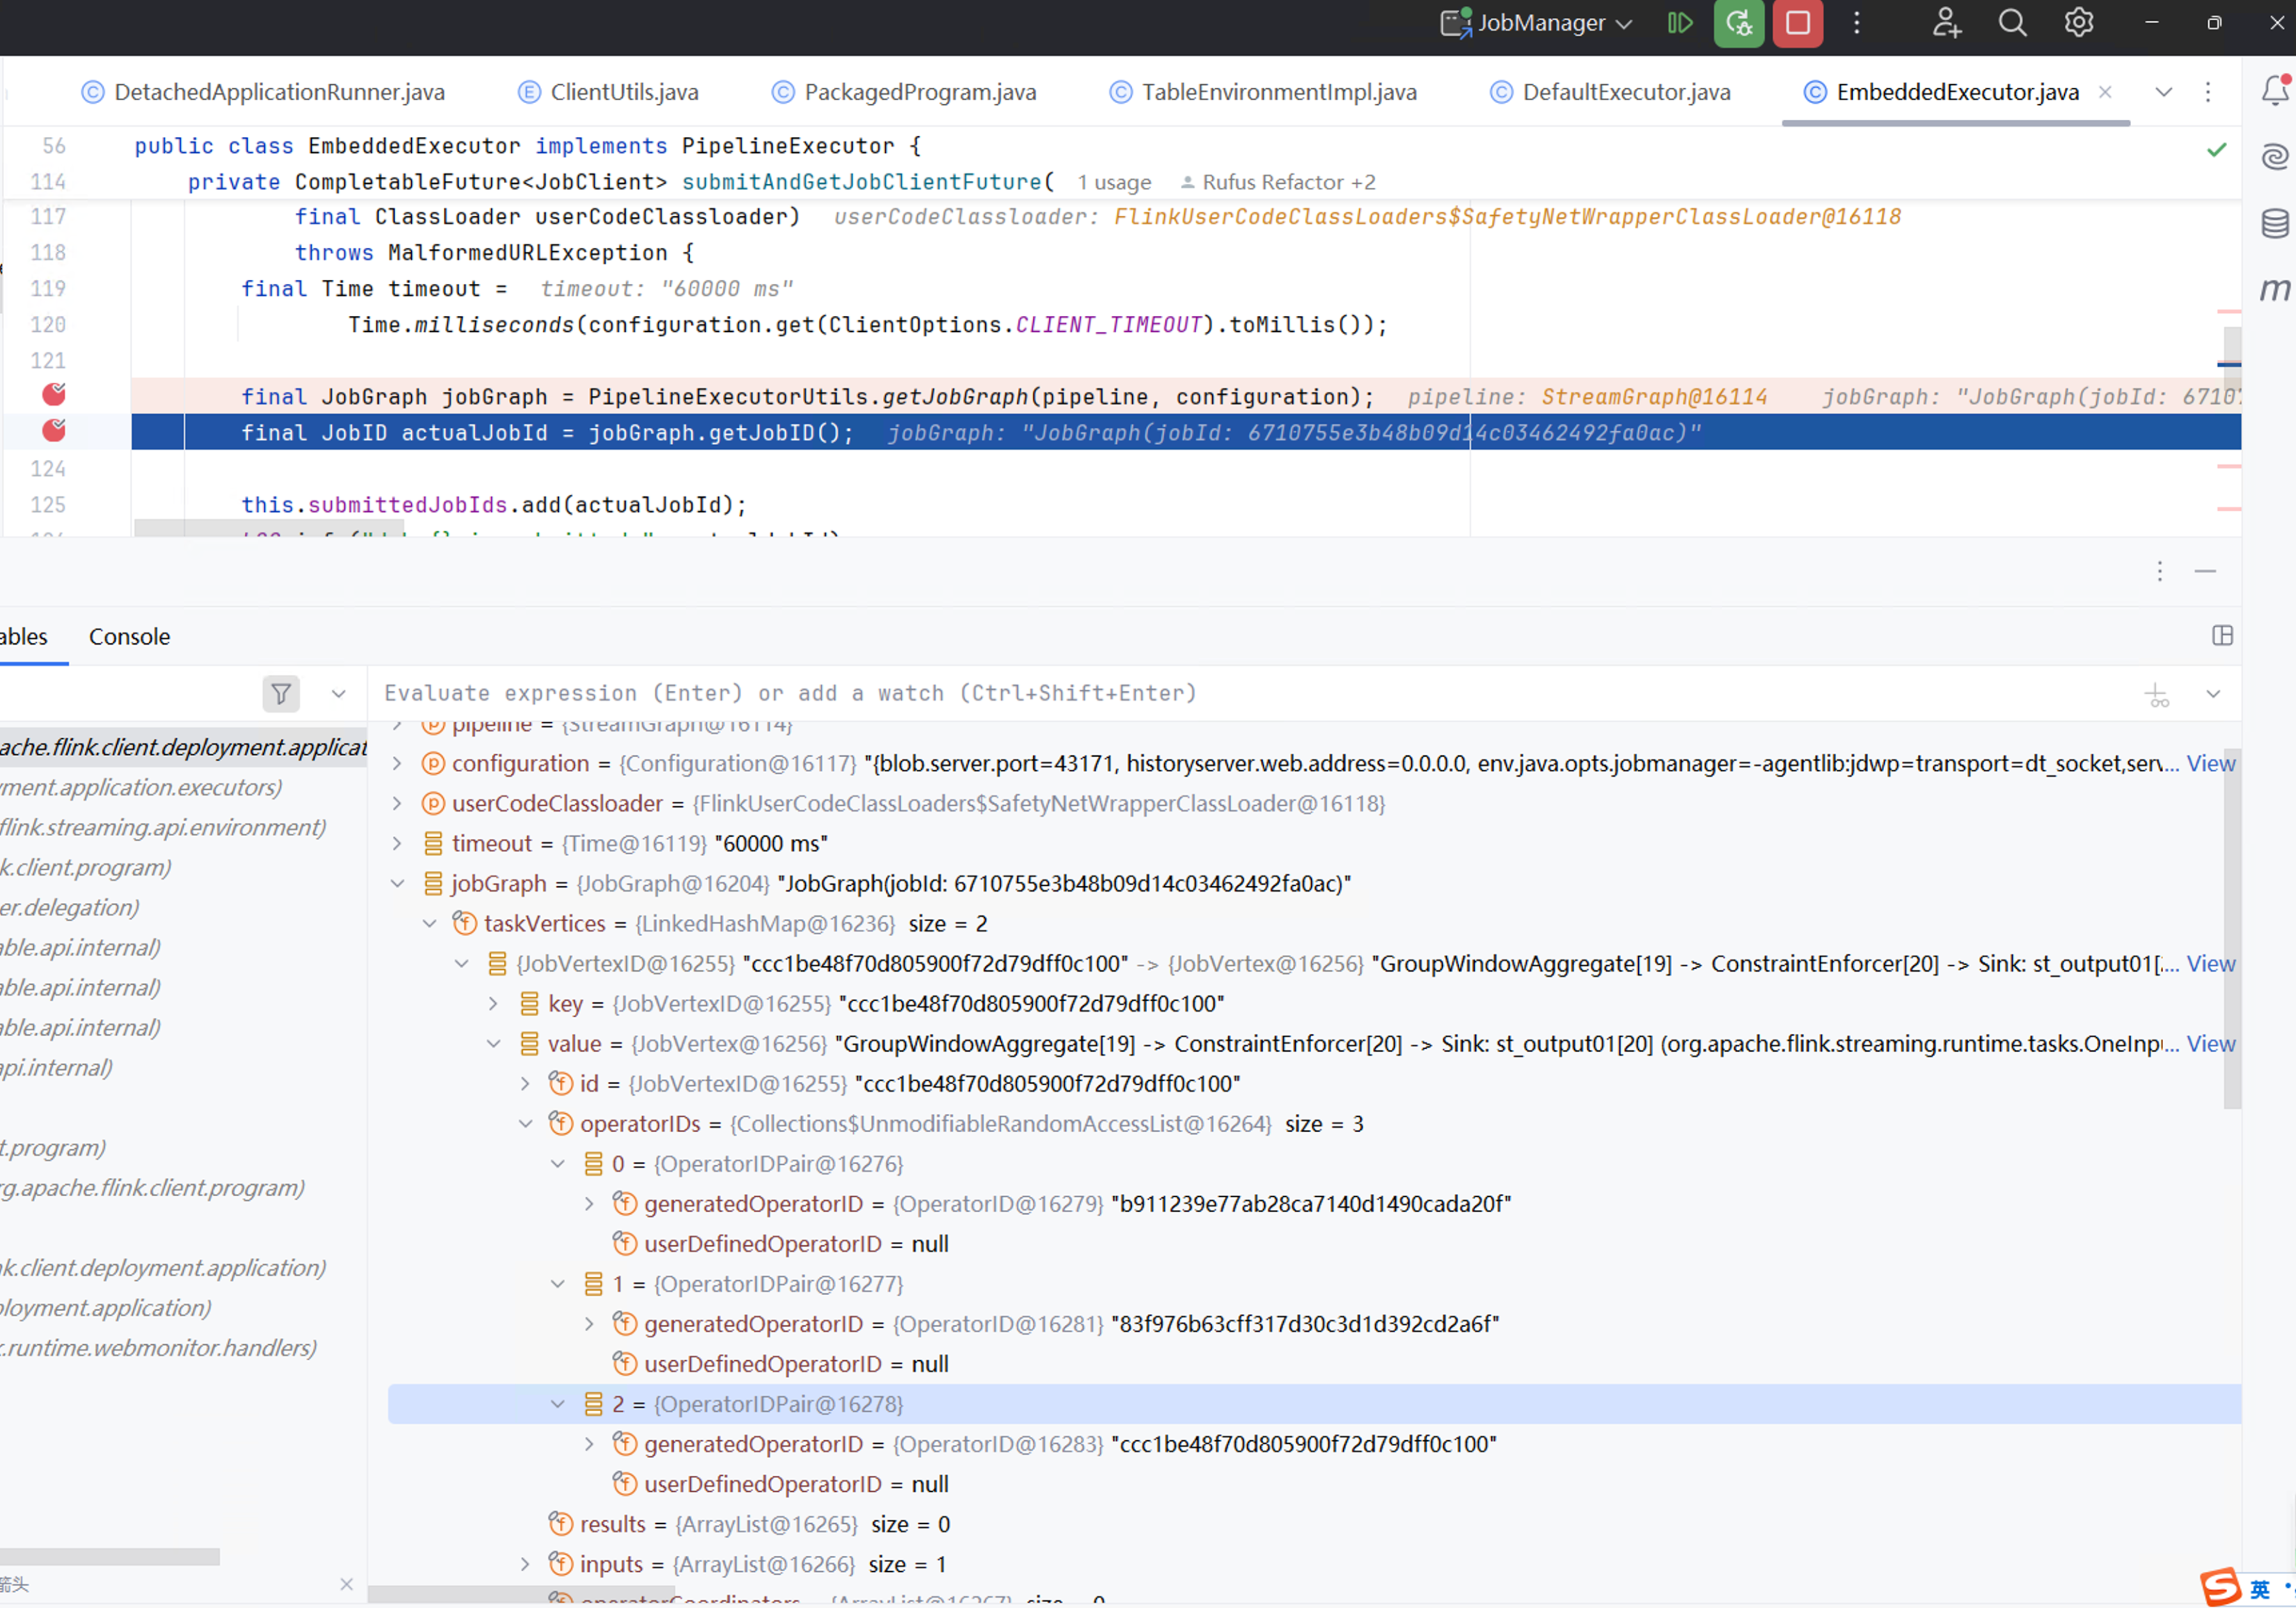 JobManager
DetachedApplicationRunner.java ClientUtils.java PackagedProgram.java TableEnvironmentImpl.java DefaultExecutor.java EmbeddedExecutor.java
56 public class EmbeddedExecutor implements PipelineExecutor {
114 private CompletableFuture<JobClient> submitAndGetJobClientFuture( 1 usage Rufus Refactor +2
117 final ClassLoader userCodeClassloader) userCodeClassloader: FlinkUserCodeClassLoaders$SafetyNetWrapperClassLoader@16118
118 throws MalformedURLException {
119 final Time timeout = timeout: "60000 ms"
120 Time.milliseconds(configuration.get(ClientOptions.CLIENT_TIMEOUT).toMillis());
121
final JobGraph jobGraph = PipelineExecutorUtils.getJobGraph(pipeline, configuration); pipeline: StreamGraph@16114 jobGraph: "JobGraph(jobId: 6710
final JobID actualJobId = jobGraph.getJobID(); jobGraph: "JobGraph(jobId: 6710755e3b48b09d14c03462492fa0ac)"
124
125 this.submittedJobIds.add(actualJobId);
ables Console
Evaluate expression (Enter) or add a watch (Ctrl+Shift+Enter)
pipeline = {StreamGraph@16114}
ache.flink.client.deployment.applicat
configuration = {Configuration@16117} "{blob.server.port=43171, historyserver.web.address=0.0.0.0, env.java.opts.jobmanager=-agentlib:jdwp=transport=dt_socket,serv... View
yment.application.executors)
userCodeClassloader = {FlinkUserCodeClassLoaders$SafetyNetWrapperClassLoader@16118}
flink.streaming.api.environment)
timeout = {Time@16119} "60000 ms"
k.client.program)
jobGraph = {JobGraph@16204} "JobGraph(jobId: 6710755e3b48b09d14c03462492fa0ac)"
er.delegation)
taskVertices = {LinkedHashMap@16236} size = 2
able.api.internal)
{JobVertexID@16255} "ccc1be48f70d805900f72d79dff0c100" -> {JobVertex@16256} "GroupWindowAggregate[19] -> ConstraintEnforcer[20] -> Sink: st_output01[... View
able.api.internal)
key = {JobVertexID@16255} "ccc1be48f70d805900f72d79dff0c100"
able.api.internal)
value = {JobVertex@16256} "GroupWindowAggregate[19] -> ConstraintEnforcer[20] -> Sink: st_output01[20] (org.apache.flink.streaming.runtime.tasks.OneInpu... View
api.internal)
id = {JobVertexID@16255} "ccc1be48f70d805900f72d79dff0c100"
operatorIDs = {Collections$UnmodifiableRandomAccessList@16264} size = 3
t.program)
0 = {OperatorIDPair@16276}
rg.apache.flink.client.program)
generatedOperatorID = {OperatorID@16279} "b911239e77ab28ca7140d1490cada20f"
userDefinedOperatorID = null
nk.client.deployment.application)
1 = {OperatorIDPair@16277}
ployment.application)
generatedOperatorID = {OperatorID@16281} "83f976b63cff317d30c3d1d392cd2a6f"
.runtime.webmonitor.handlers)
userDefinedOperatorID = null
2 = {OperatorIDPair@16278}
generatedOperatorID = {OperatorID@16283} "ccc1be48f70d805900f72d79dff0c100"
userDefinedOperatorID = null
results = {ArrayList@16265} size = 0
inputs = {ArrayList@16266} size = 1
箭头
operatorCoordinators = {ArrayList@16267} size = 0
英